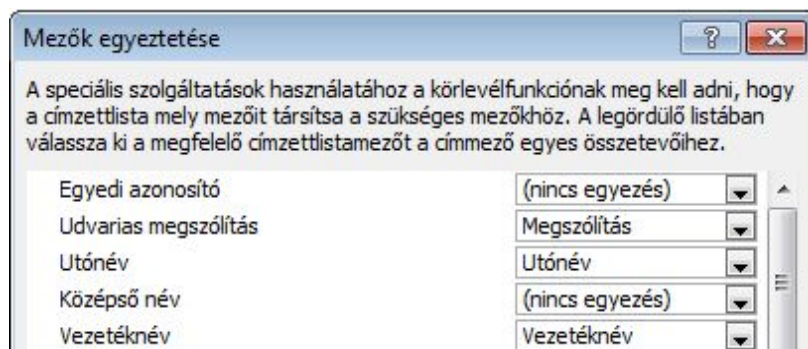 Mezők egyeztetése
A speciális szolgáltatások használatához a körlevélfunkciónak meg kell adni, hogy
a címzettlista mely mezőit társítsa a szükséges mezőkhöz. A legördülő listában
válassza ki a megfelelő címzettlistamezőt a címmező egyes összetevőihez.
Egyedi azonosító (nincs egyezés)
Udvarias megszólítás Megszólítás
Utónév Utónév
Középső név (nincs egyezés)
Vezetéknév Vezetéknév